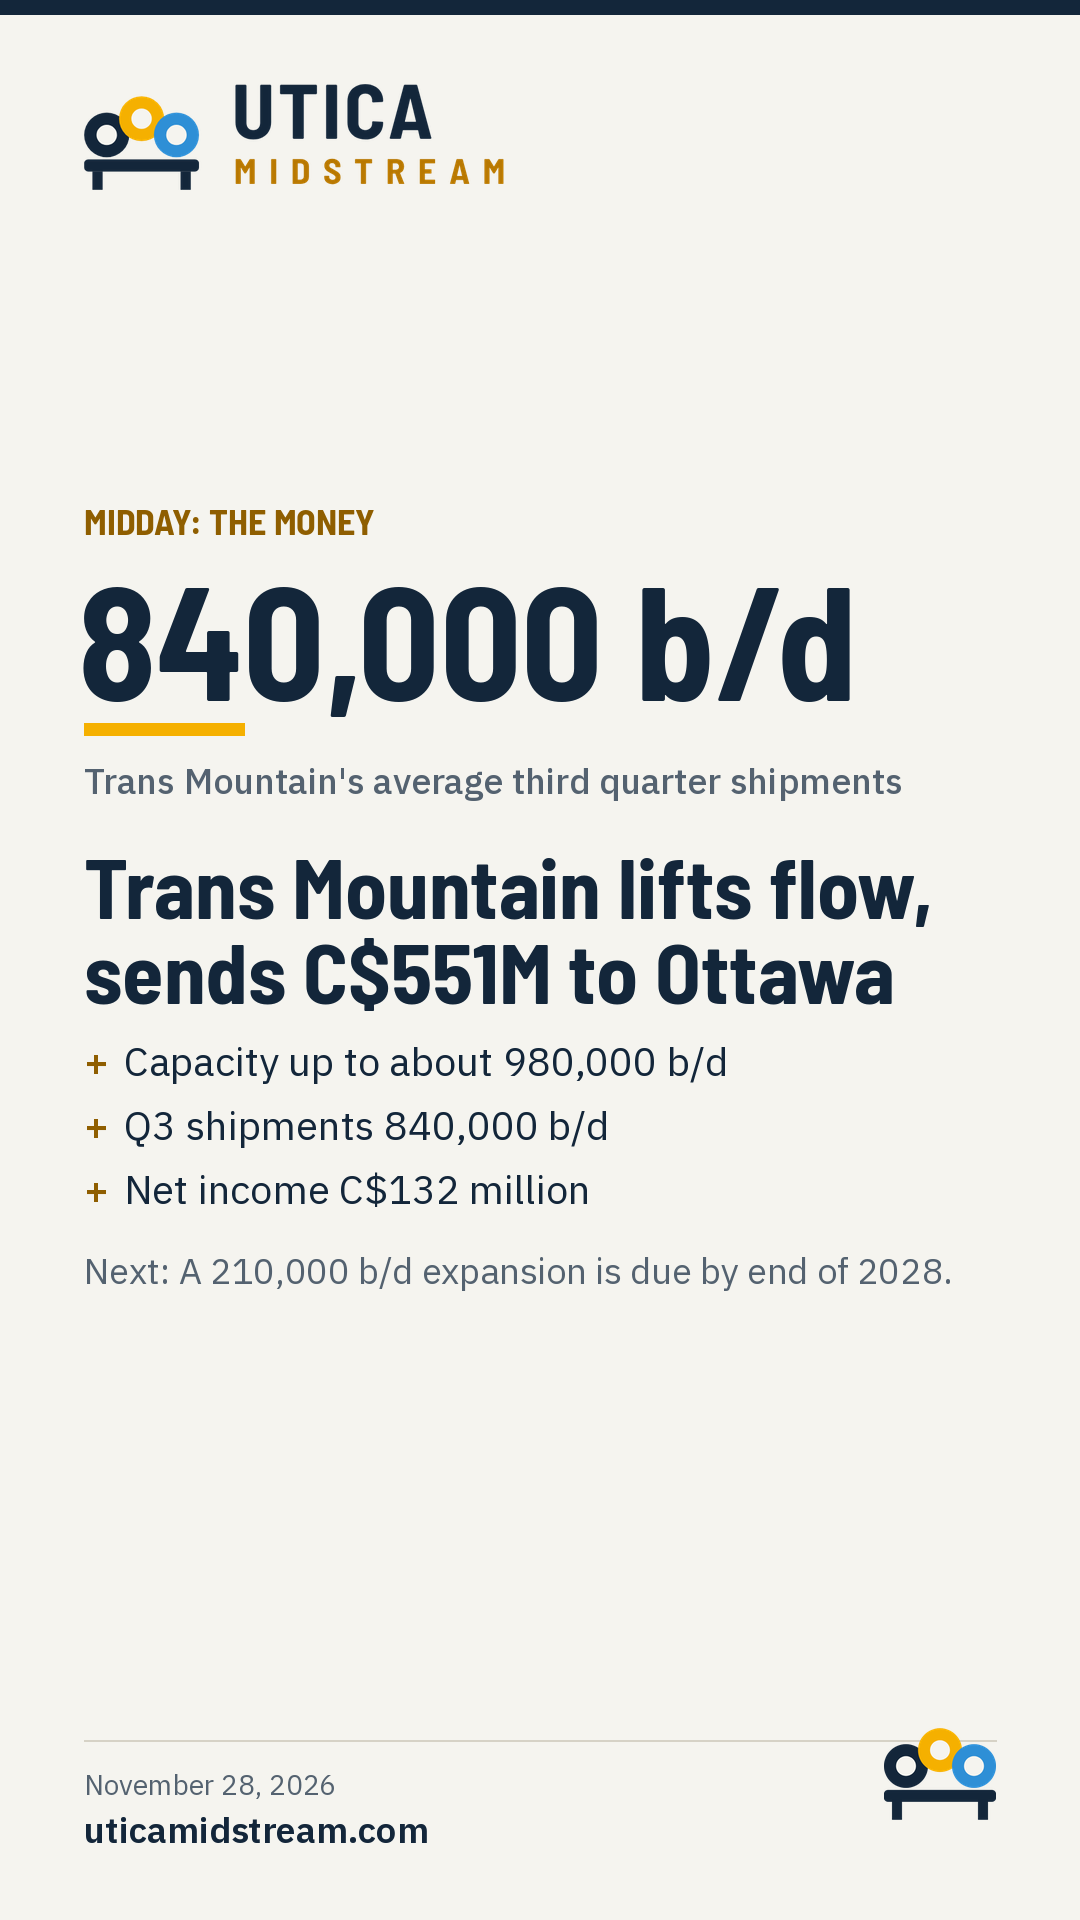 UTICA
MIDSTREAM
MIDDAY: THE MONEY
840,000 b/d
Trans Mountain's average third quarter shipments
Trans Mountain lifts flow,
sends C$551M to Ottawa
+ Capacity up to about 980,000 b/d
+ Q3 shipments 840,000 b/d
+ Net income C$132 million
Next: A 210,000 b/d expansion is due by end of 2028.
November 28, 2026
uticamidstream.com